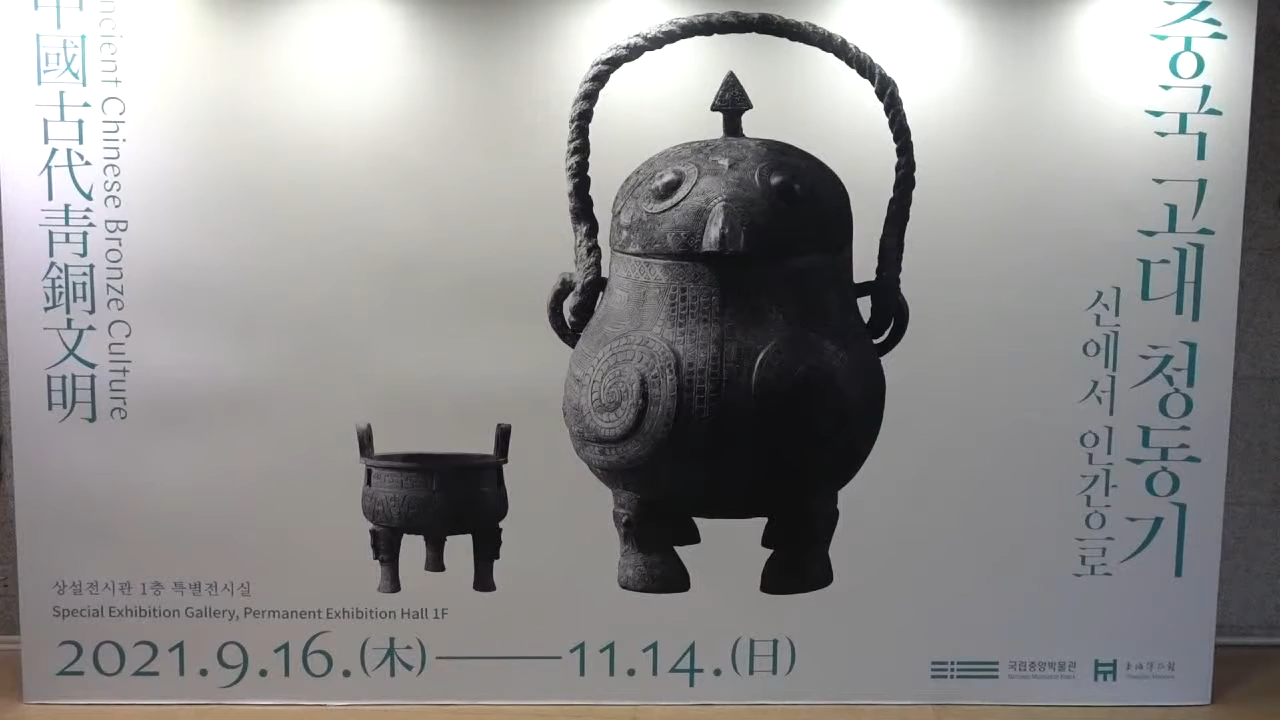 中國古代靑銅文明
Ancient Chinese Bronze Culture
중국 고대 청동기
신에서 인간으로
상설전시관 1층 특별전시실
Special Exhibition Gallery, Permanent Exhibition Hall 1F
2021.9.16.(木)——11.14.(日)
국립중앙박물관